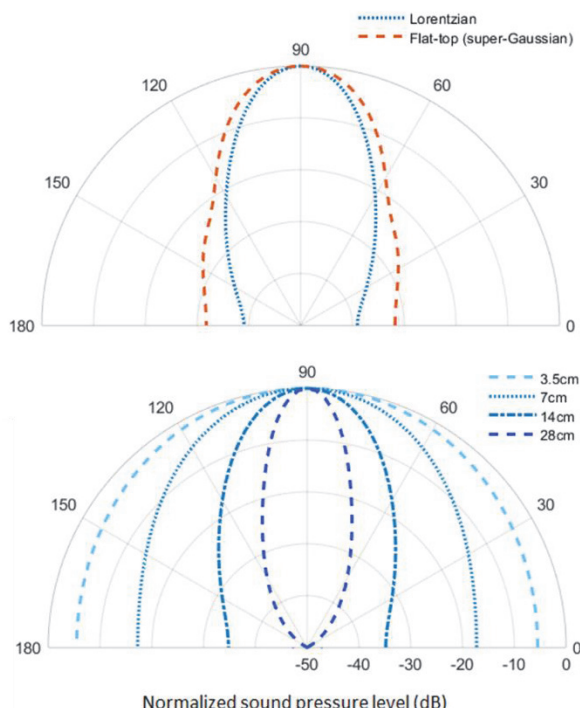 Lorentzian
Flat-top (super-Gaussian)
90
120
60
150
30
180
0
90
3.5cm
7cm
14cm
28cm
120
60
150
30
180
0
-50 -40 -30 -20 -10 0
Normalized sound pressure level (dB)